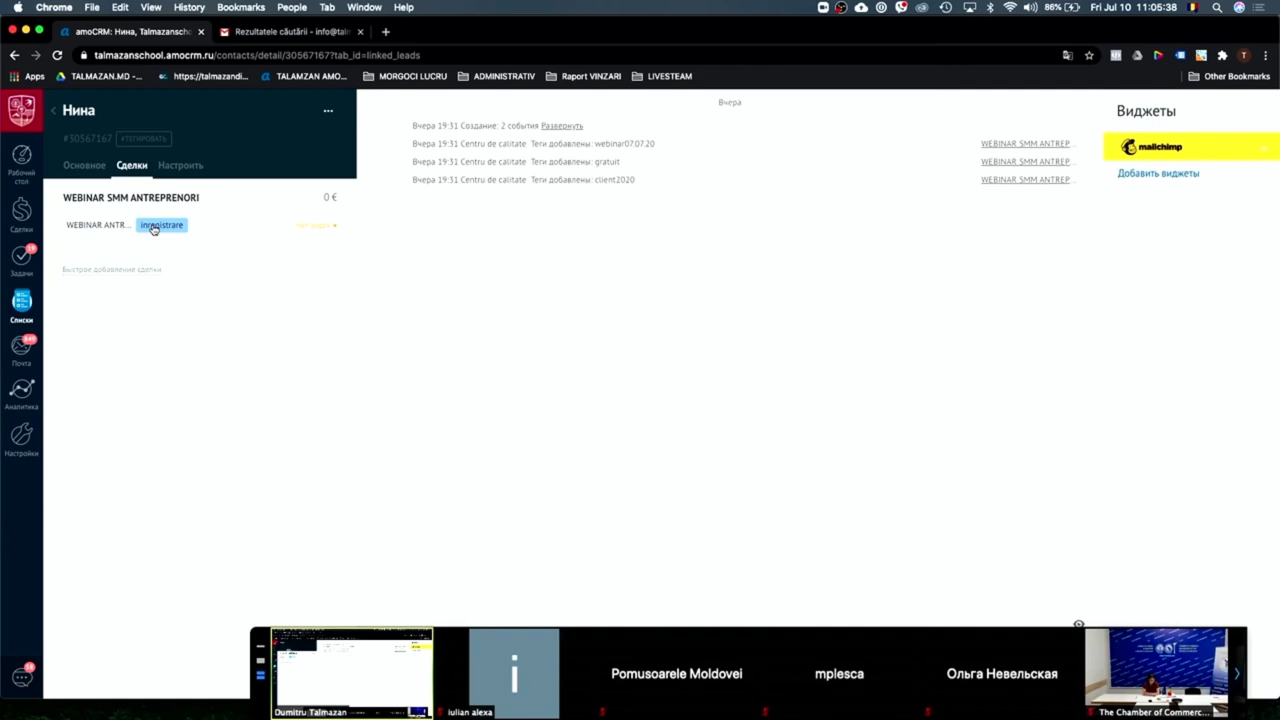 Chrome File Edit View History Bookmarks People Tab Window Help 86% Fri Jul 10 11:05:38
amoCRM: Нина, Talmazansch Rezultatele căutării - info@tal
talmazanschool.amocrm.ru/contacts/detail/30567167?tab_id=linked_leads
Apps TALMAZAN.MD -... https://talmazandi... TALAMZAN AMO... MORGOCI LUCRU ADMINISTRATIV Raport VINZARI LIVESTEAM Other Bookmarks
Нина
#30567167 #ТЕГИРОВАТЬ
Основное Сделки Настроить
WEBINAR SMM ANTREPRENORI 0 €
WEBINAR ANTR... inregistrare
Быстрое добавление сделки
Рабочий стол
Сделки
19
Задачи
Списки
Почта
Аналитика
Настройки
Вчера
Вчера 19:31 Создание: 2 события Развернуть
Вчера 19:31 Centru de calitate Теги добавлены: webinar07.07.20 WEBINAR SMM ANTREP...
Вчера 19:31 Centru de calitate Теги добавлены: gratuit WEBINAR SMM ANTREP...
Вчера 19:31 Centru de calitate Теги добавлены: client2020 WEBINAR SMM ANTREP...
Виджеты
mailchimp
Добавить виджеты
Dumitru Talmazan
i
iulian alexa
Pomusoarele Moldovei
mplesca
Ольга Невельская
The Chamber of Commerc...